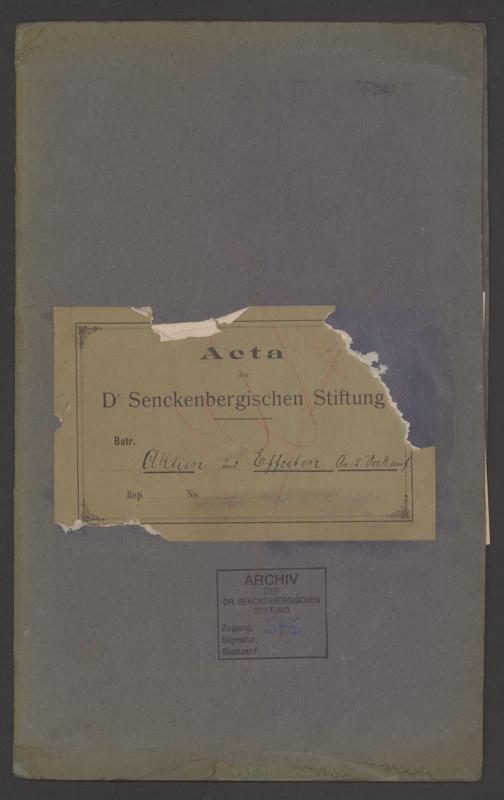 Acta
der
Dr. Senckenbergischen Stiftung
Betr.
Aktien und Effecten An- u. Verkauf
Rep. No.
ARCHIV
DER
DR. SENCKENBERGISCHEN
STIFTUNG
Zugang:
Signatur:
Blattzahl: